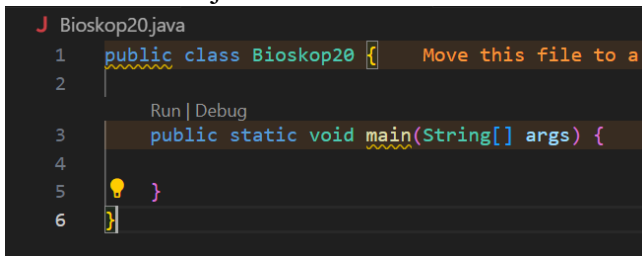 J Bioskop20.java
1 public class Bioskop20 { Move this file to a
2
Run | Debug
3 public static void main(String[] args) {
4
5 }
6 }